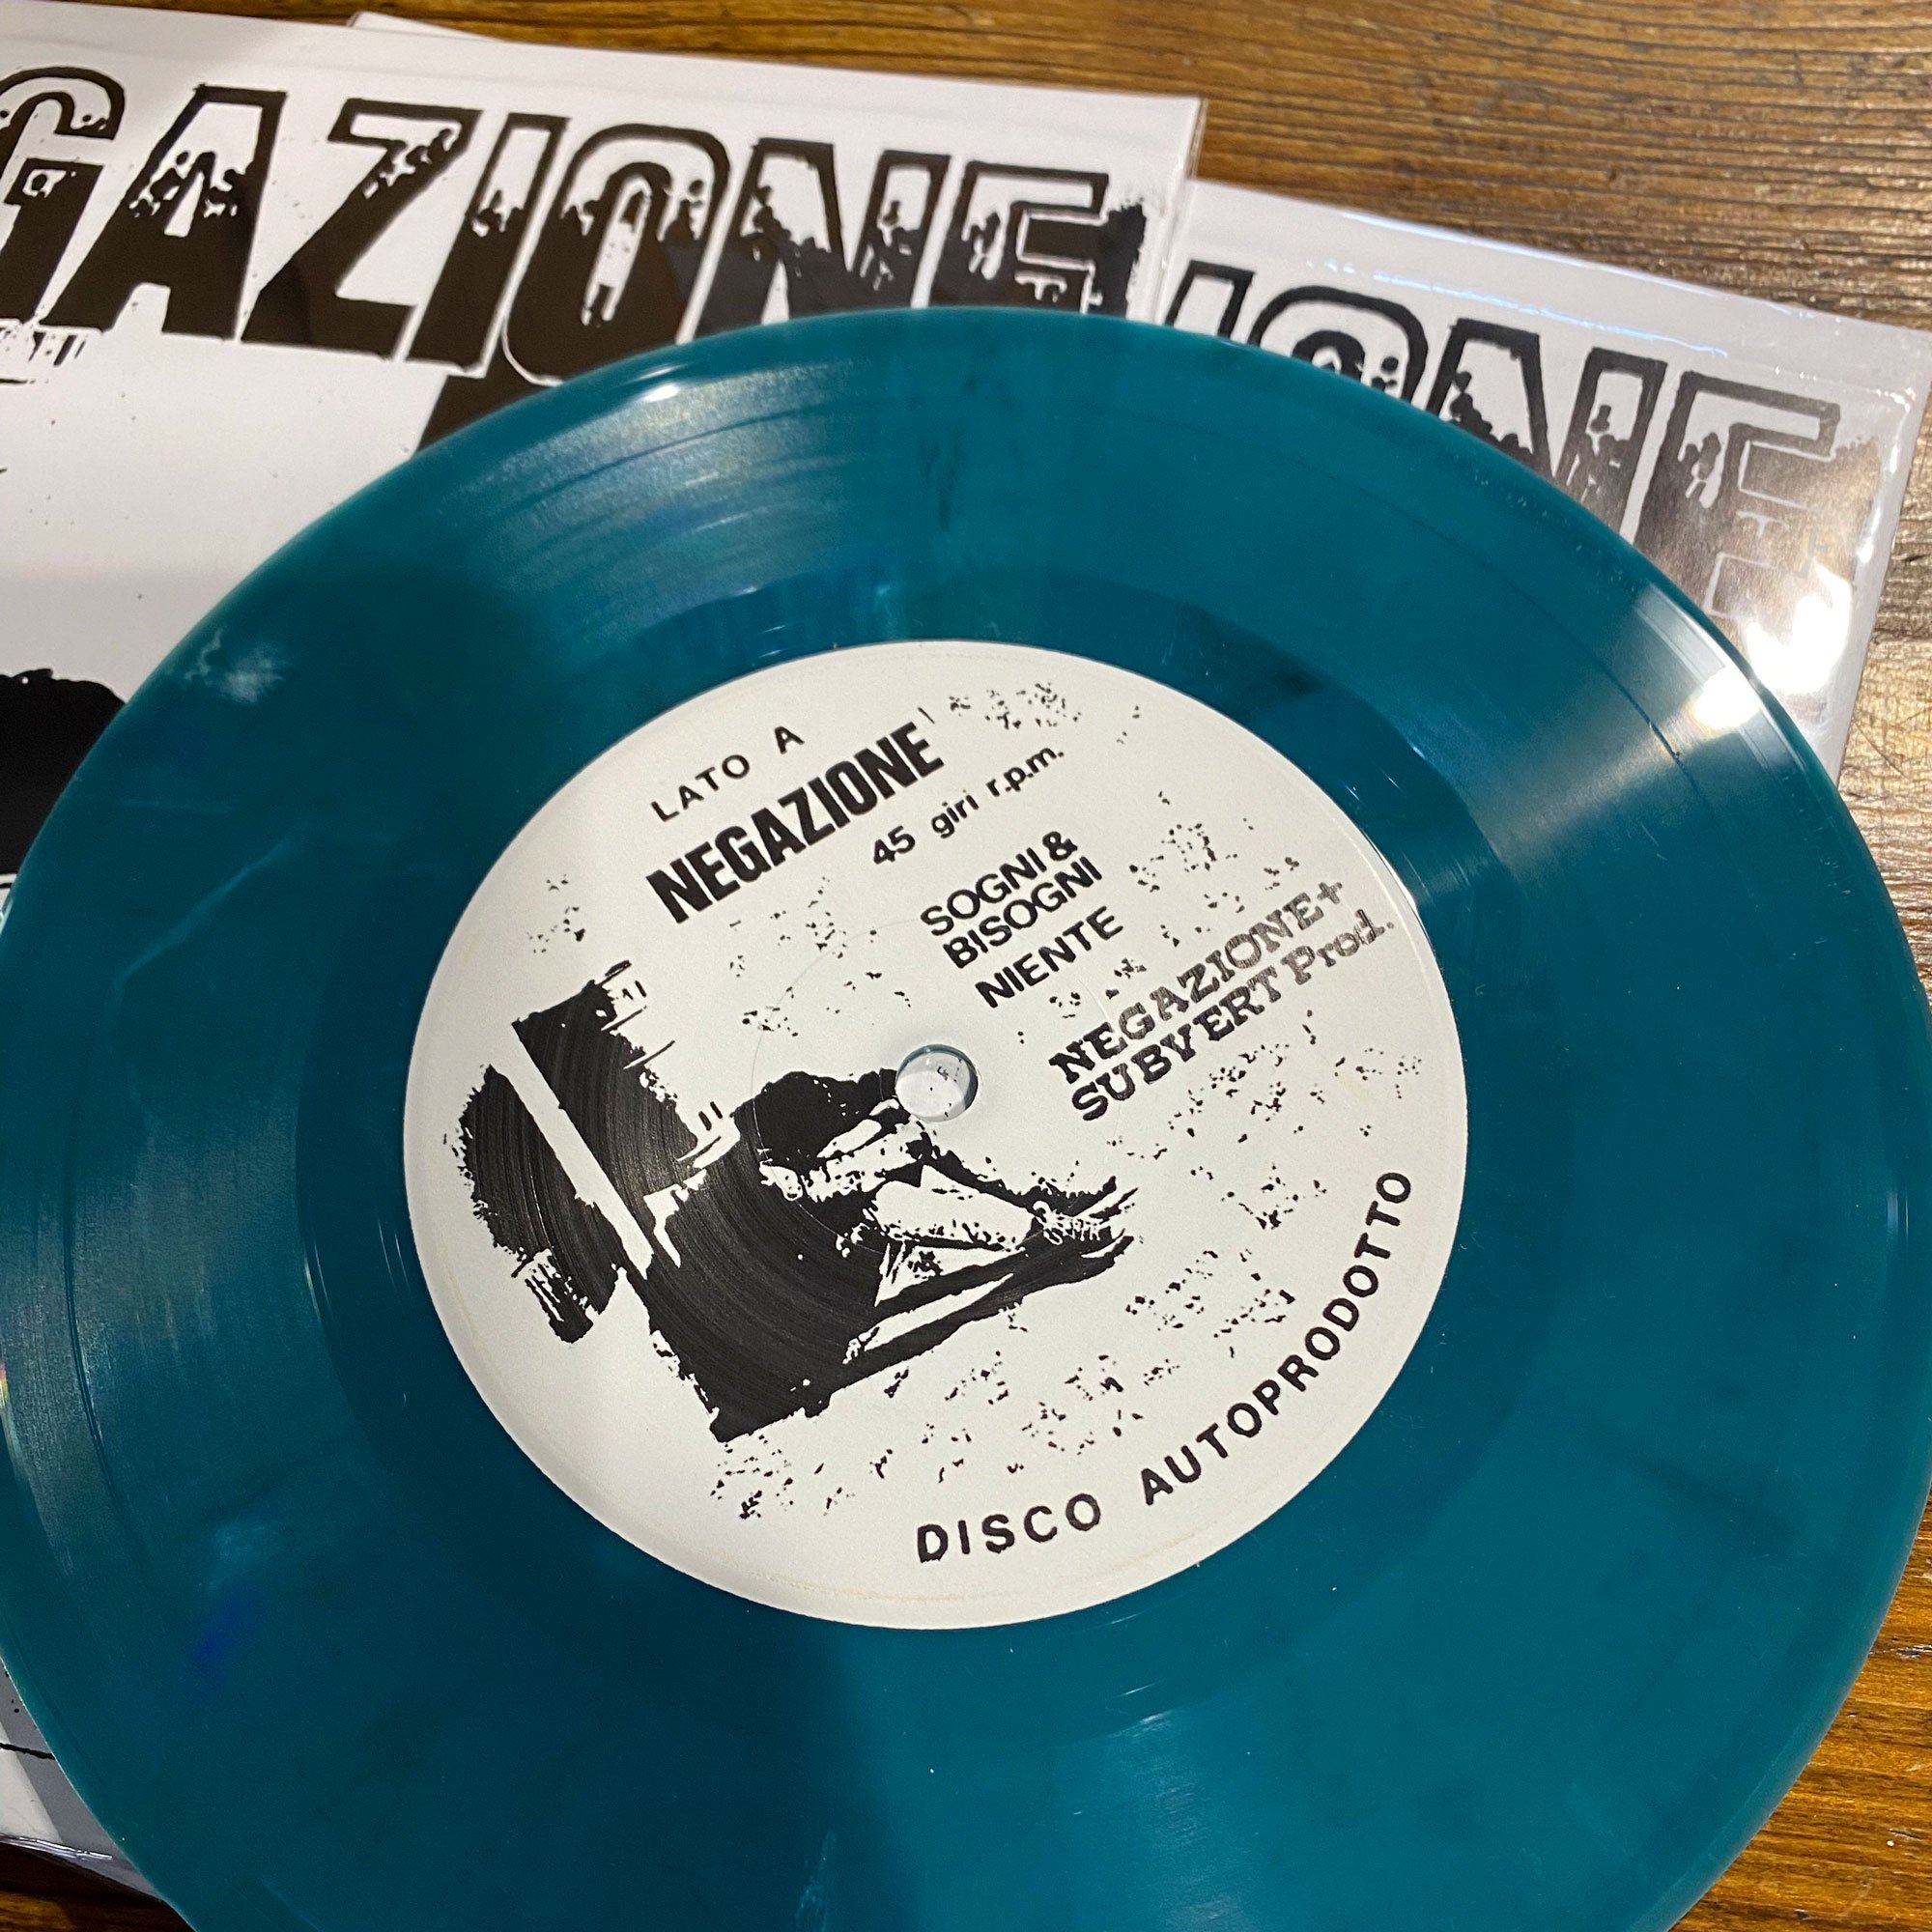 GAZIONE
IONE
LATO A
NEGAZIONE
45 giri r.p.m.
SOGNI &
BISOGNI
NIENTE
NEGAZIONE+
SUBVERT Prod.
DISCO AUTOPRODOTTO